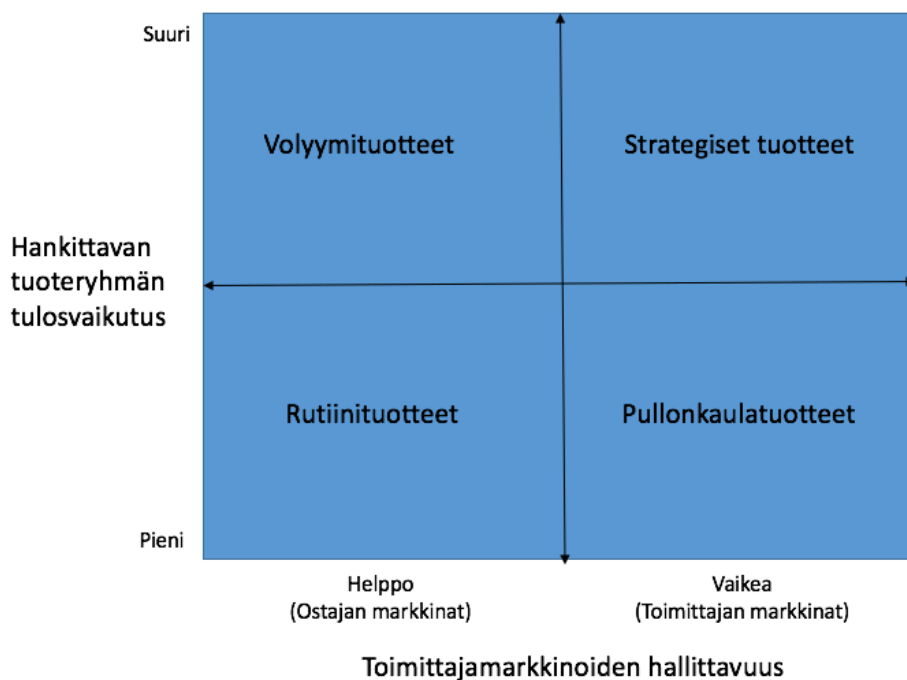 Suuri
Volyymituotteet
Strategiset tuotteet
Hankittavan
tuoteryhmän
tulosvaikutus
Rutiinituotteet
Pullonkaulatuotteet
Pieni
Helppo
(Ostajan markkinat)
Vaikea
(Toimittajan markkinat)
Toimittajamarkkinoiden hallittavuus